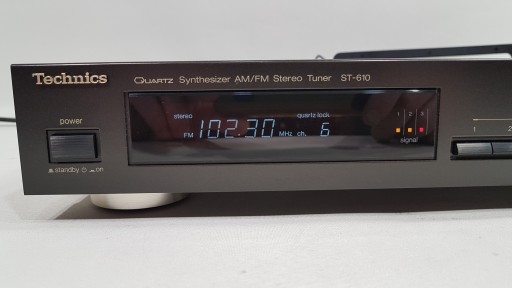 Technics
Quartz Synthesizer AM/FM Stereo Tuner ST-610
power
stereo
quartz lock
FM 102.30 MHz ch. 6
1 2 3
signal
standby on
1 2